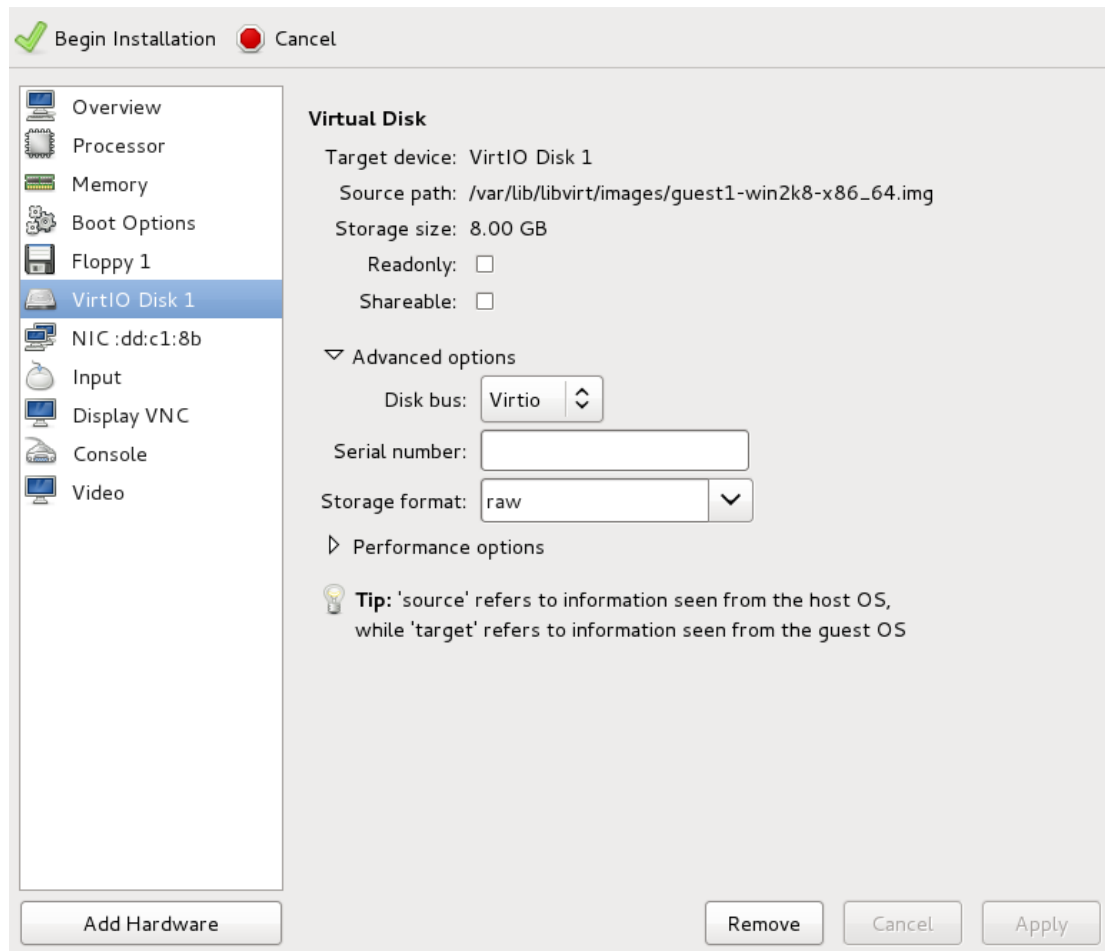 Begin Installation Cancel
Overview
Processor
Memory
Boot Options
Floppy 1
VirtIO Disk 1
NIC :dd:c1:8b
Input
Display VNC
Console
Video
Add Hardware
Virtual Disk
Target device: VirtIO Disk 1
Source path: /var/lib/libvirt/images/guest1-win2k8-x86_64.img
Storage size: 8.00 GB
Readonly:
Shareable:
Advanced options
Disk bus: Virtio
Serial number:
Storage format: raw
Performance options
Tip: 'source' refers to information seen from the host OS,
while 'target' refers to information seen from the guest OS
Remove Cancel Apply